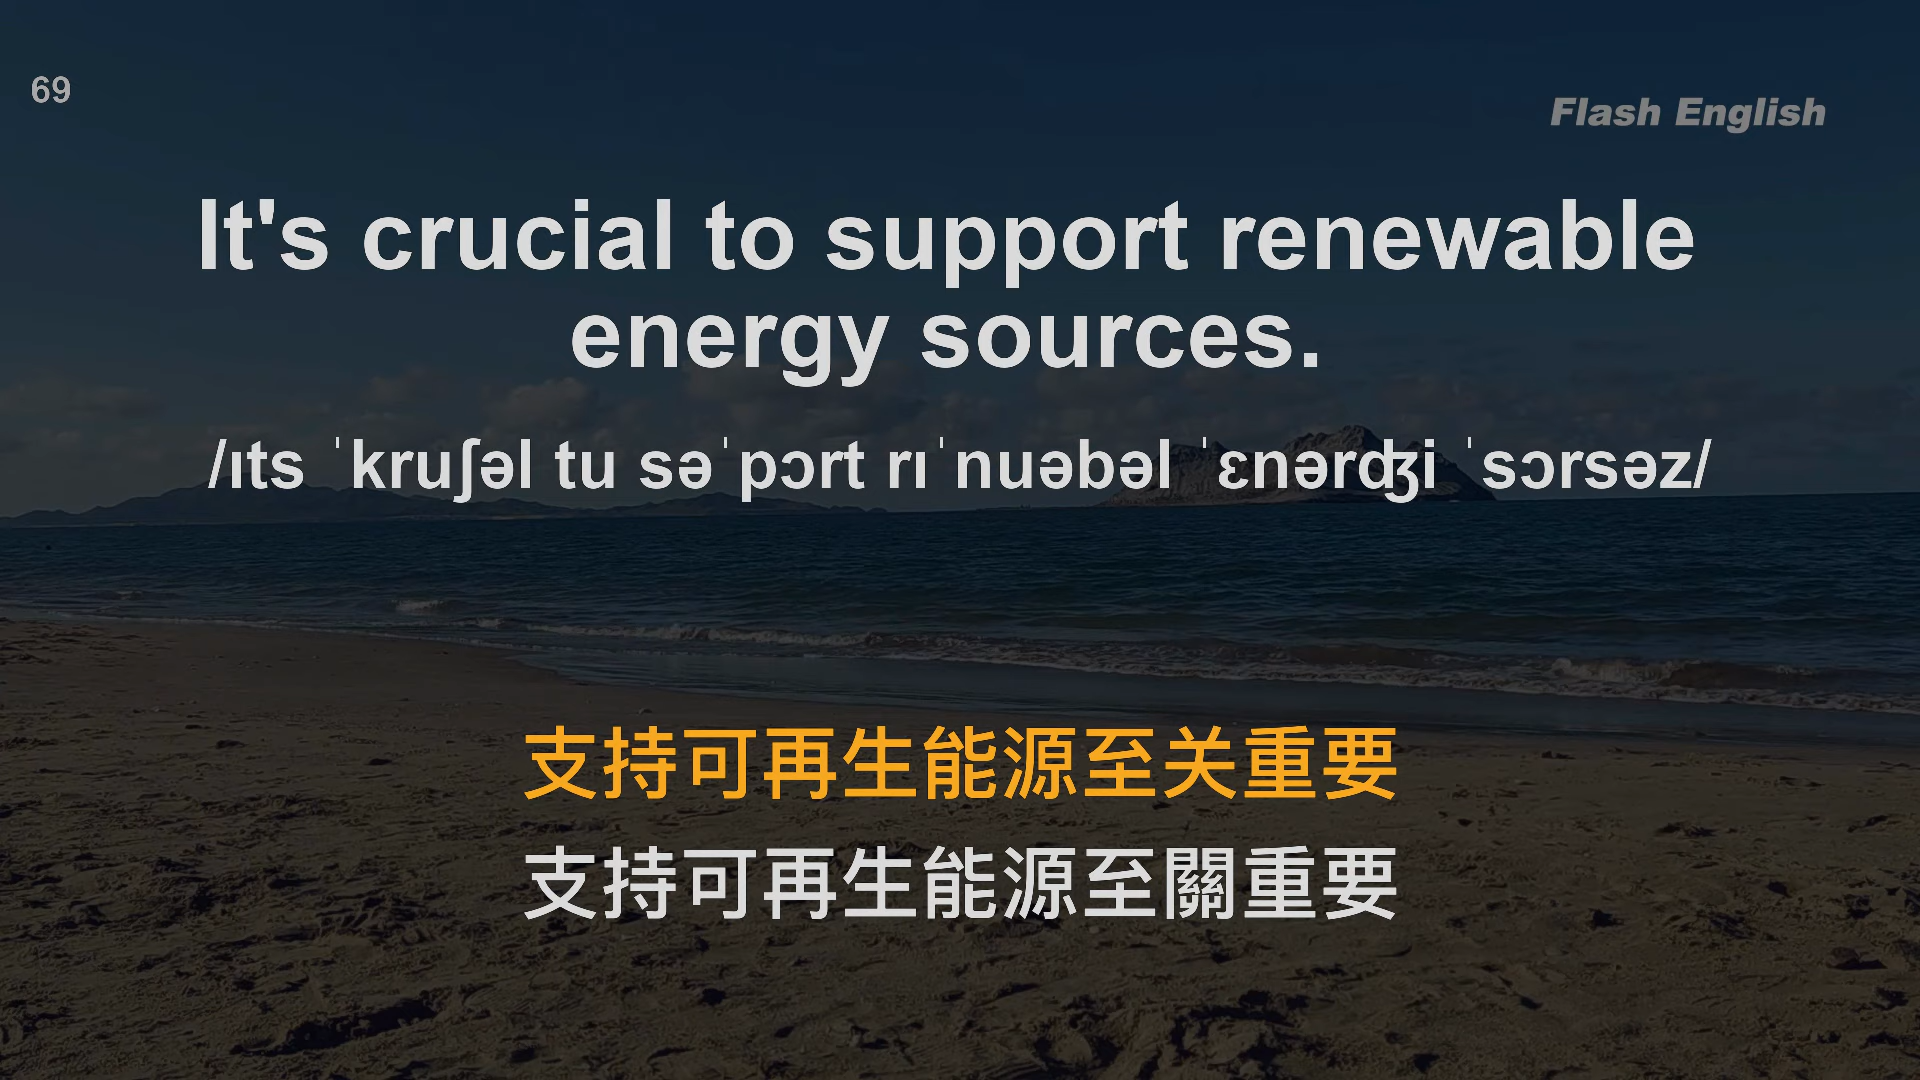 69
Flash English
It's crucial to support renewable
energy sources.
/ɪts ˈkruʃəl tu səˈpɔrt rɪˈnuəbəl ˈɛnərʤi ˈsɔrsəz/
支持可再生能源至关重要
支持可再生能源至關重要